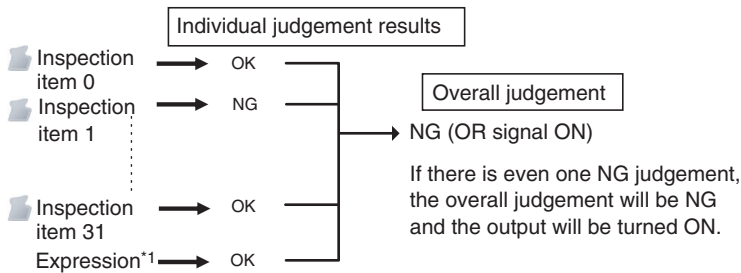 Individual judgement results
Inspection
item 0
OK
Inspection
item 1
NG
Inspection
item 31
OK
Expression*1
OK
Overall judgement
NG (OR signal ON)
If there is even one NG judgement,
the overall judgement will be NG
and the output will be turned ON.